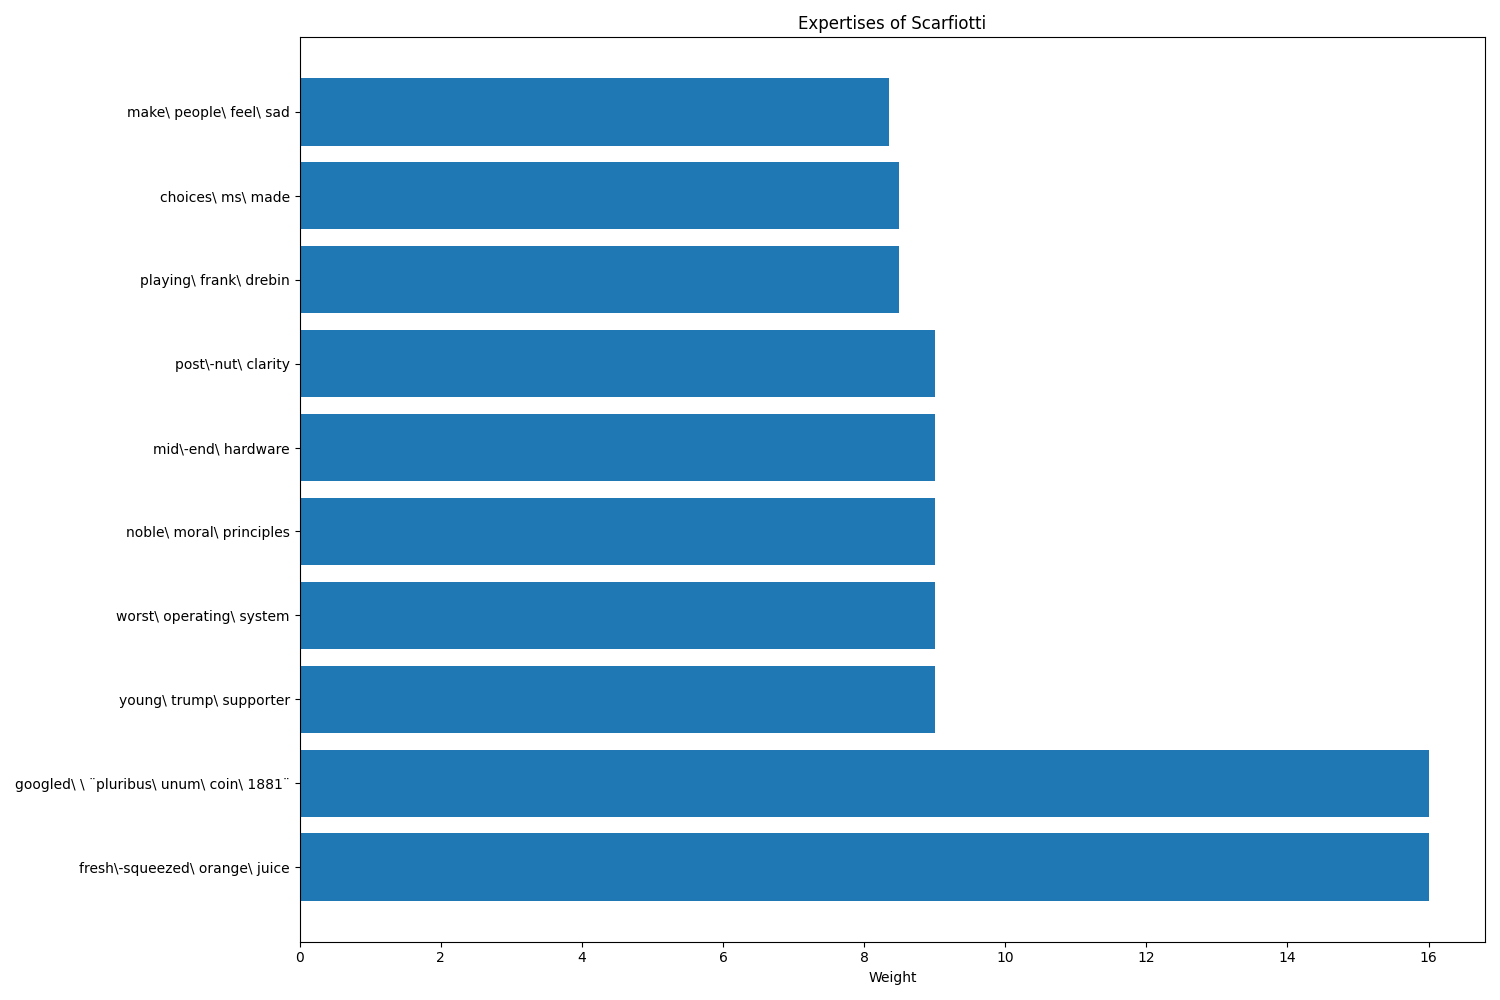 Expertises of Scarfiotti
make\ people\ feel\ sad
choices\ ms\ made
playing\ frank\ drebin
post\-nut\ clarity
mid\-end\ hardware
noble\ moral\ principles
worst\ operating\ system
young\ trump\ supporter
googled\ \ ¨pluribus\ unum\ coin\ 1881¨
fresh\-squeezed\ orange\ juice
0 2 4 6 8 10 12 14 16
Weight